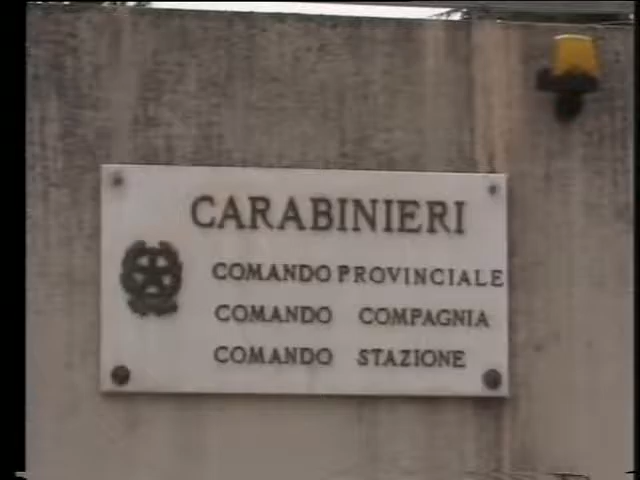 CARABINIERI
COMANDO PROVINCIALE
COMANDO COMPAGNIA
COMANDO STAZIONE